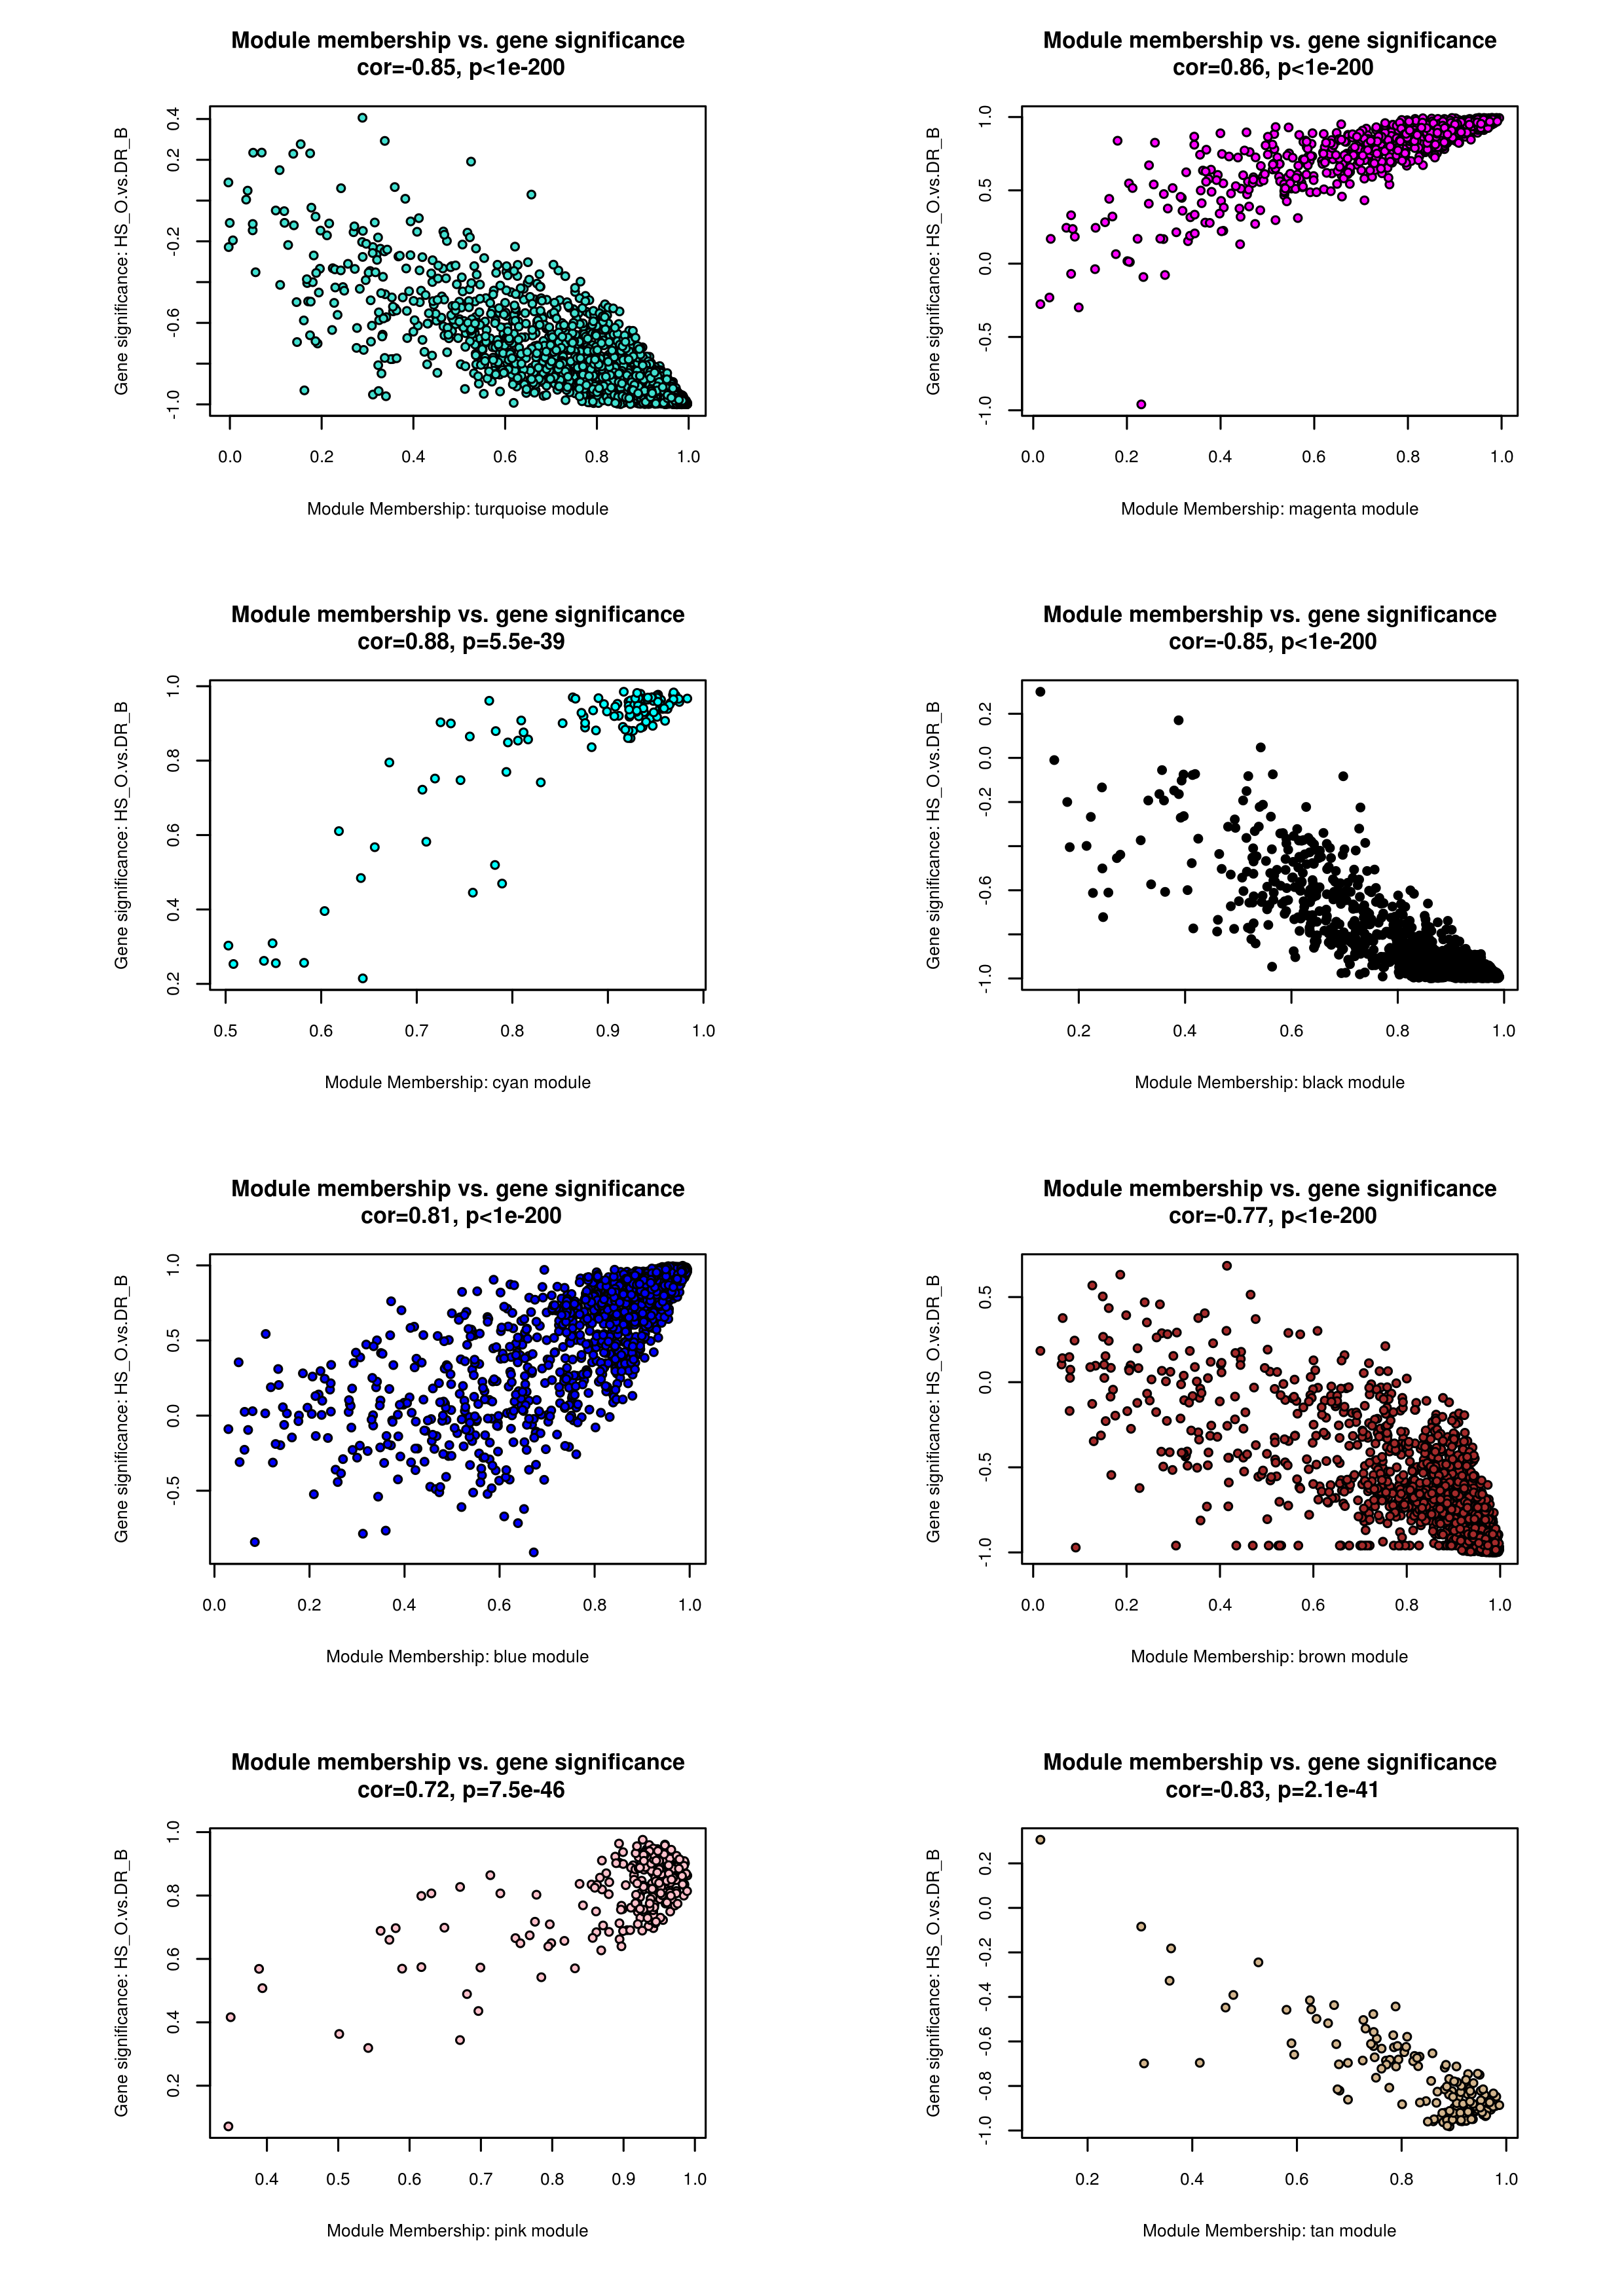 Module membership vs. gene significance
cor=-0.85, p<1e-200
Gene significance: HS_O.vs.DR_B
0.4
0.2
-0.2
-0.6
-1.0
0.0 0.2 0.4 0.6 0.8 1.0
Module Membership: turquoise module
Module membership vs. gene significance
cor=0.86, p<1e-200
Gene significance: HS_O.vs.DR_B
1.0
0.5
0.0
-0.5
-1.0
0.0 0.2 0.4 0.6 0.8 1.0
Module Membership: magenta module
Module membership vs. gene significance
cor=0.88, p=5.5e-39
Gene significance: HS_O.vs.DR_B
1.0
0.8
0.6
0.4
0.2
0.5 0.6 0.7 0.8 0.9 1.0
Module Membership: cyan module
Module membership vs. gene significance
cor=-0.85, p<1e-200
Gene significance: HS_O.vs.DR_B
0.2
0.0
-0.2
-0.6
-1.0
0.2 0.4 0.6 0.8 1.0
Module Membership: black module
Module membership vs. gene significance
cor=0.81, p<1e-200
Gene significance: HS_O.vs.DR_B
1.0
0.5
0.0
-0.5
0.0 0.2 0.4 0.6 0.8 1.0
Module Membership: blue module
Module membership vs. gene significance
cor=-0.77, p<1e-200
Gene significance: HS_O.vs.DR_B
0.5
0.0
-0.5
-1.0
0.0 0.2 0.4 0.6 0.8 1.0
Module Membership: brown module
Module membership vs. gene significance
cor=0.72, p=7.5e-46
Gene significance: HS_O.vs.DR_B
1.0
0.8
0.6
0.4
0.2
0.4 0.5 0.6 0.7 0.8 0.9 1.0
Module Membership: pink module
Module membership vs. gene significance
cor=-0.83, p=2.1e-41
Gene significance: HS_O.vs.DR_B
0.2
0.0
-0.2
-0.4
-0.6
-0.8
-1.0
0.2 0.4 0.6 0.8 1.0
Module Membership: tan module